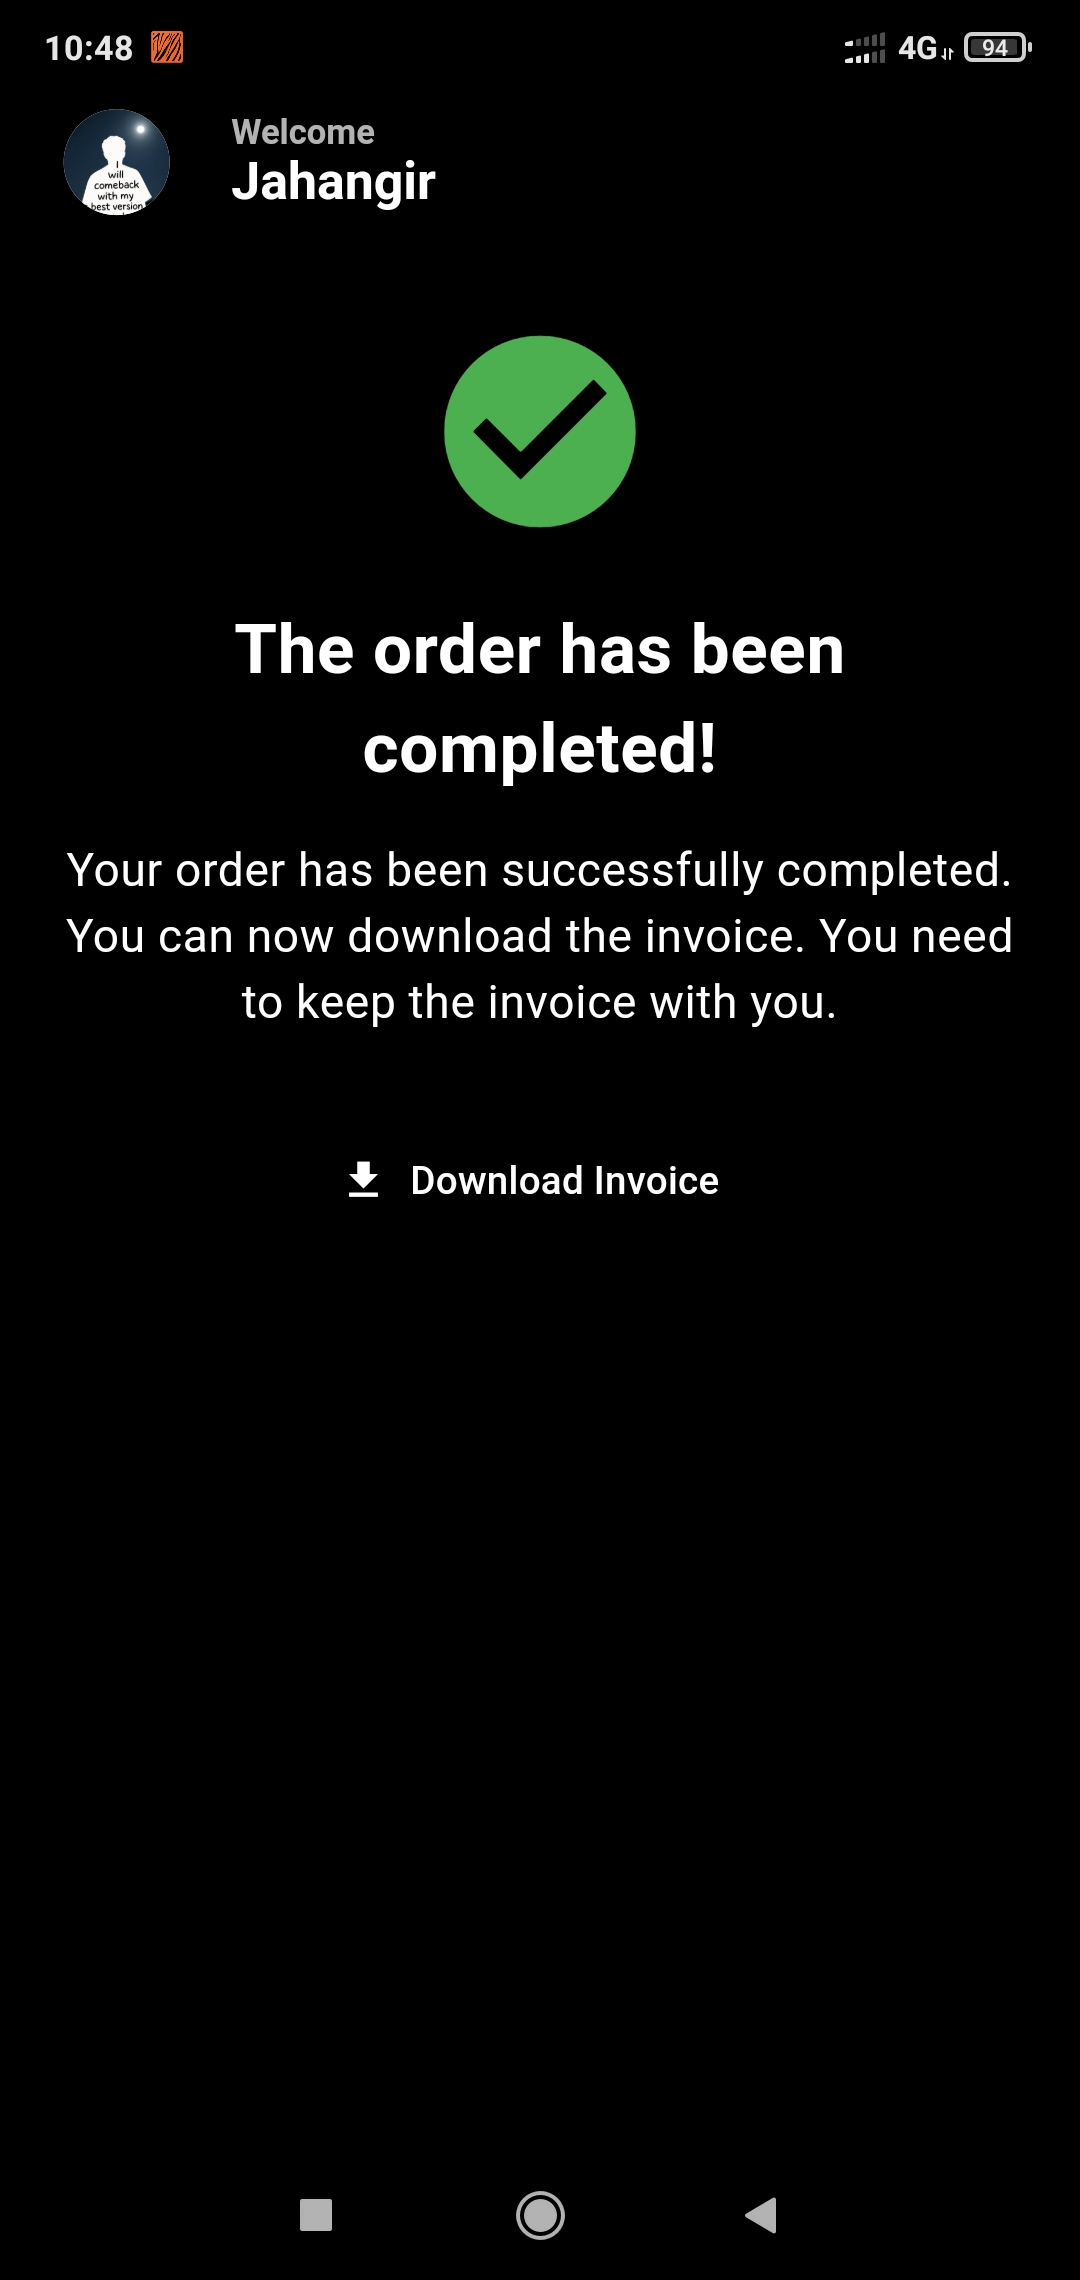 10:48
4G
94
Welcome
Jahangir
I
will
comeback
with my
best version
The order has been
completed!
Your order has been successfully completed.
You can now download the invoice. You need
to keep the invoice with you.
Download Invoice